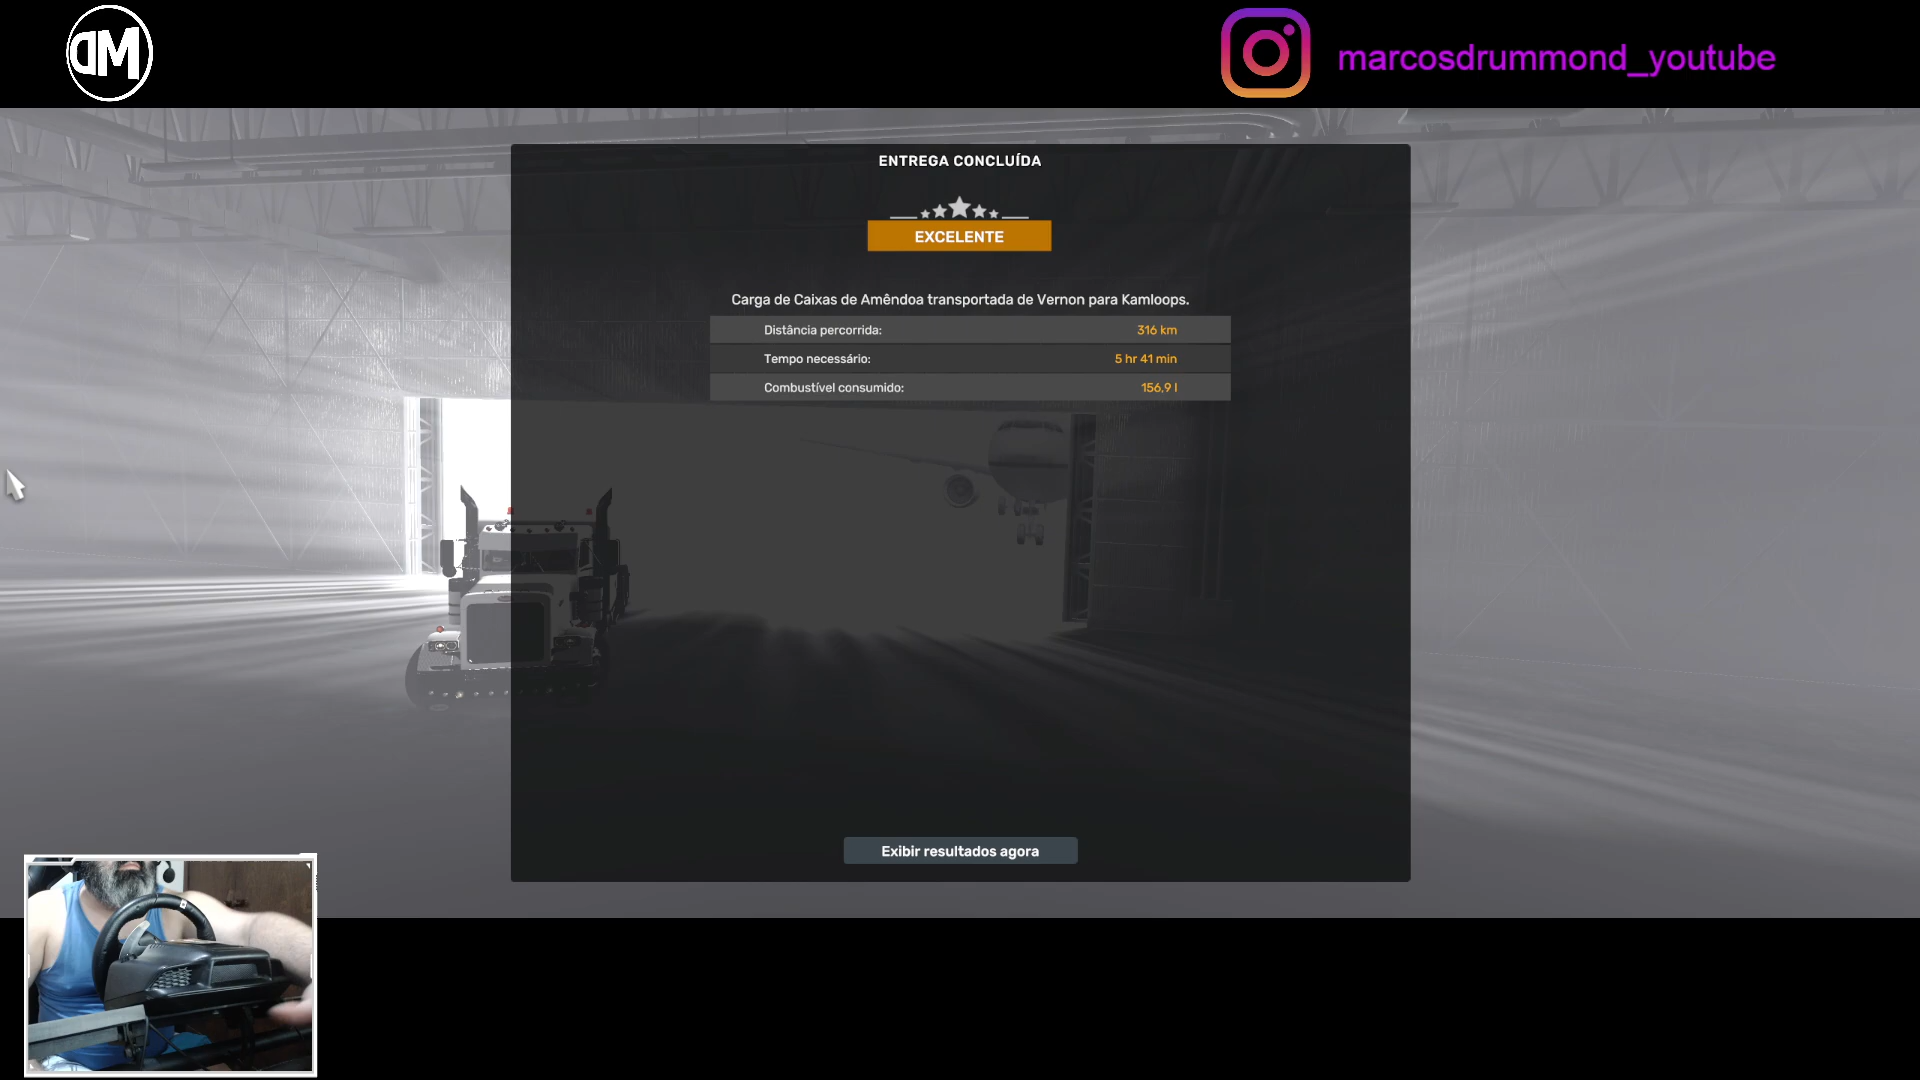 DM
marcosdrummond_youtube
ENTREGA CONCLUÍDA
EXCELENTE
Carga de Caixas de Amêndoa transportada de Vernon para Kamloops.
Distância percorrida: 316 km
Tempo necessário: 5 hr 41 min
Combustível consumido: 156,9 l
Exibir resultados agora